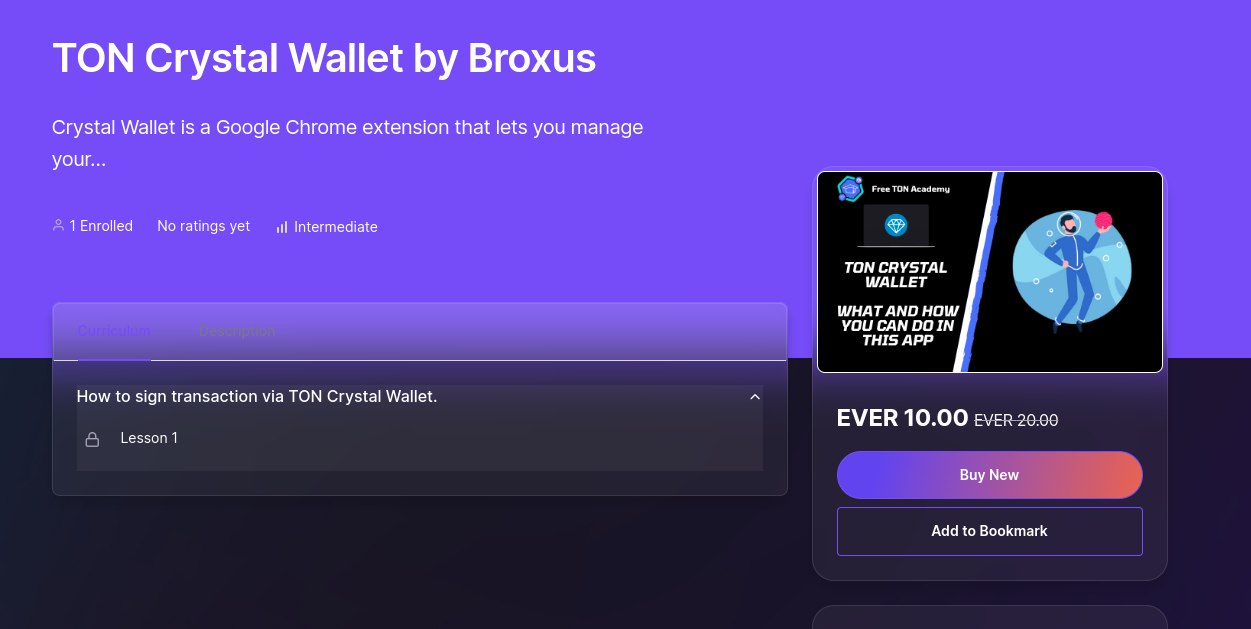 TON Crystal Wallet by Broxus
Crystal Wallet is a Google Chrome extension that lets you manage
your...
1 Enrolled No ratings yet Intermediate
Curriculum Description
How to sign transaction via TON Crystal Wallet.
Lesson 1
Free TON Academy
TON CRYSTAL
WALLET
WHAT AND HOW
YOU CAN DO IN
THIS APP
EVER 10.00 EVER 20.00
Buy New
Add to Bookmark